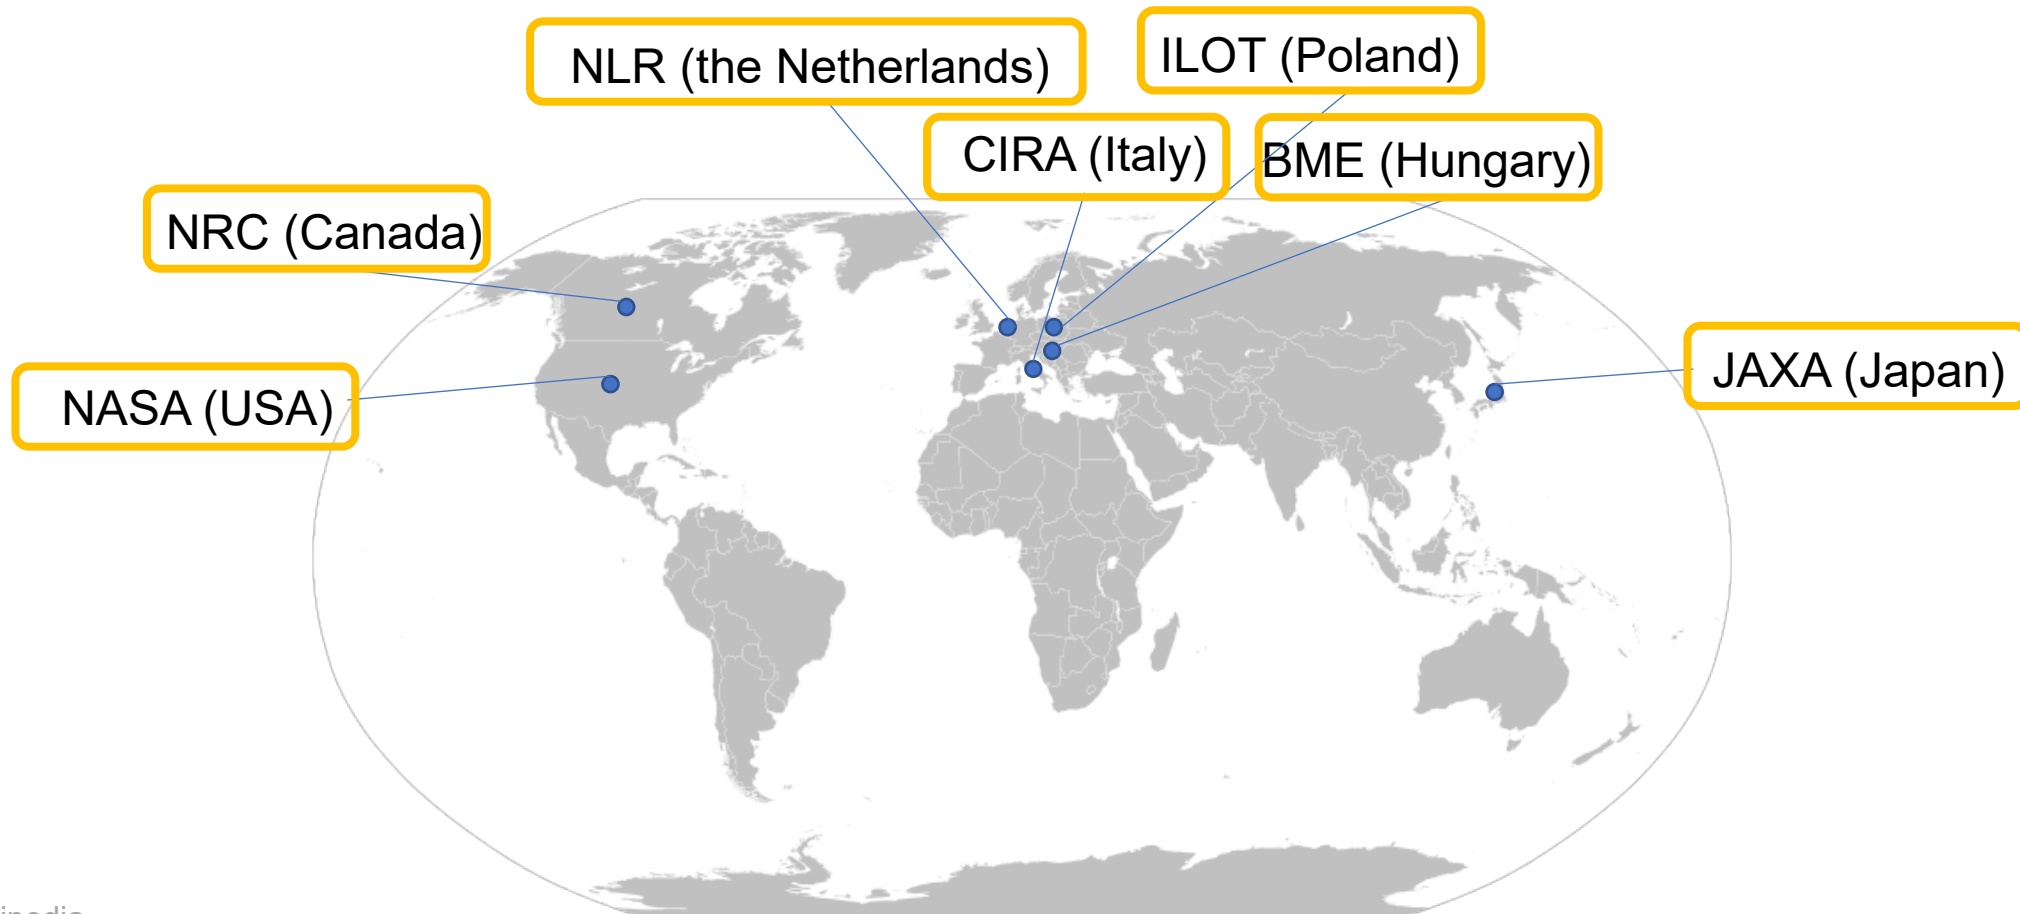 NLR (the Netherlands)
ILOT (Poland)
CIRA (Italy)
BME (Hungary)
NRC (Canada)
NASA (USA)
JAXA (Japan)